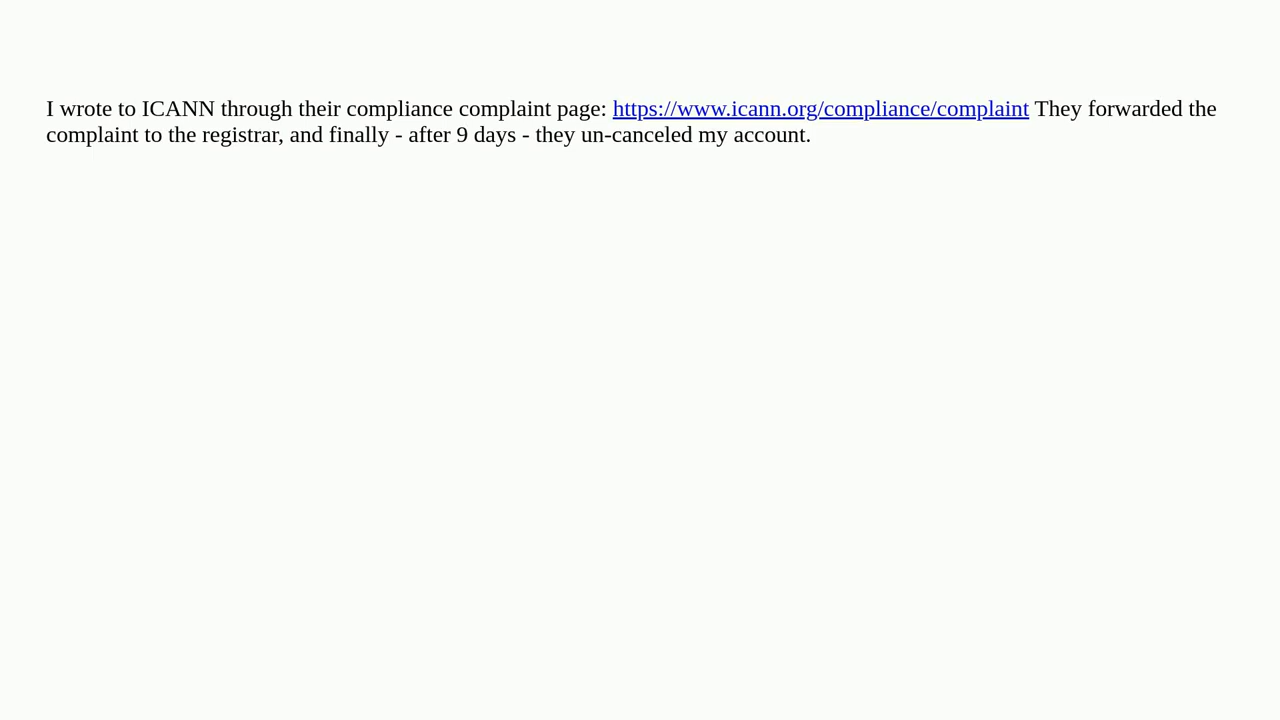 I wrote to ICANN through their compliance complaint page: https://www.icann.org/compliance/complaint They forwarded the
complaint to the registrar, and finally - after 9 days - they un-canceled my account.